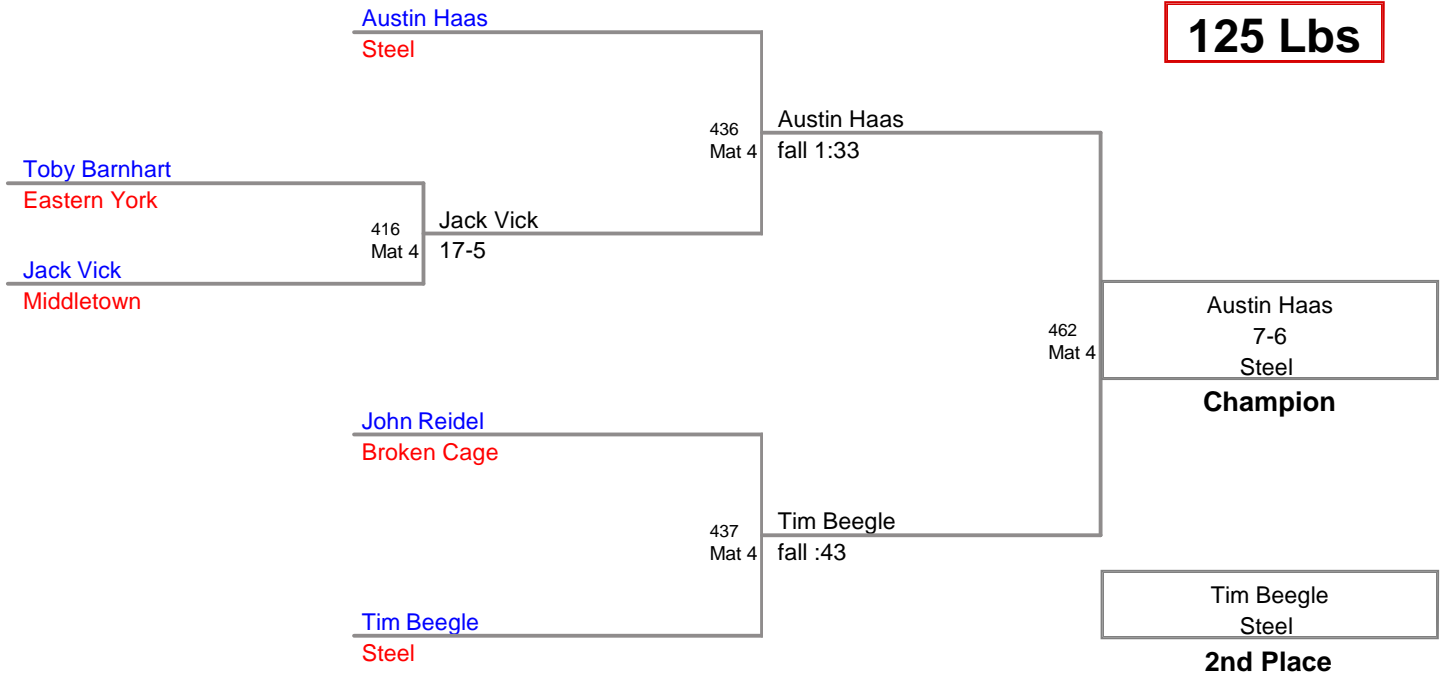 125 Lbs
Austin Haas
Steel
Toby Barnhart
Eastern York
Jack Vick
Middletown
416
Mat 4
Jack Vick
17-5
436
Mat 4
Austin Haas
fall 1:33
John Reidel
Broken Cage
Tim Beegle
Steel
437
Mat 4
Tim Beegle
fall :43
462
Mat 4
Austin Haas
7-6
Steel
Champion
Tim Beegle
Steel
2nd Place